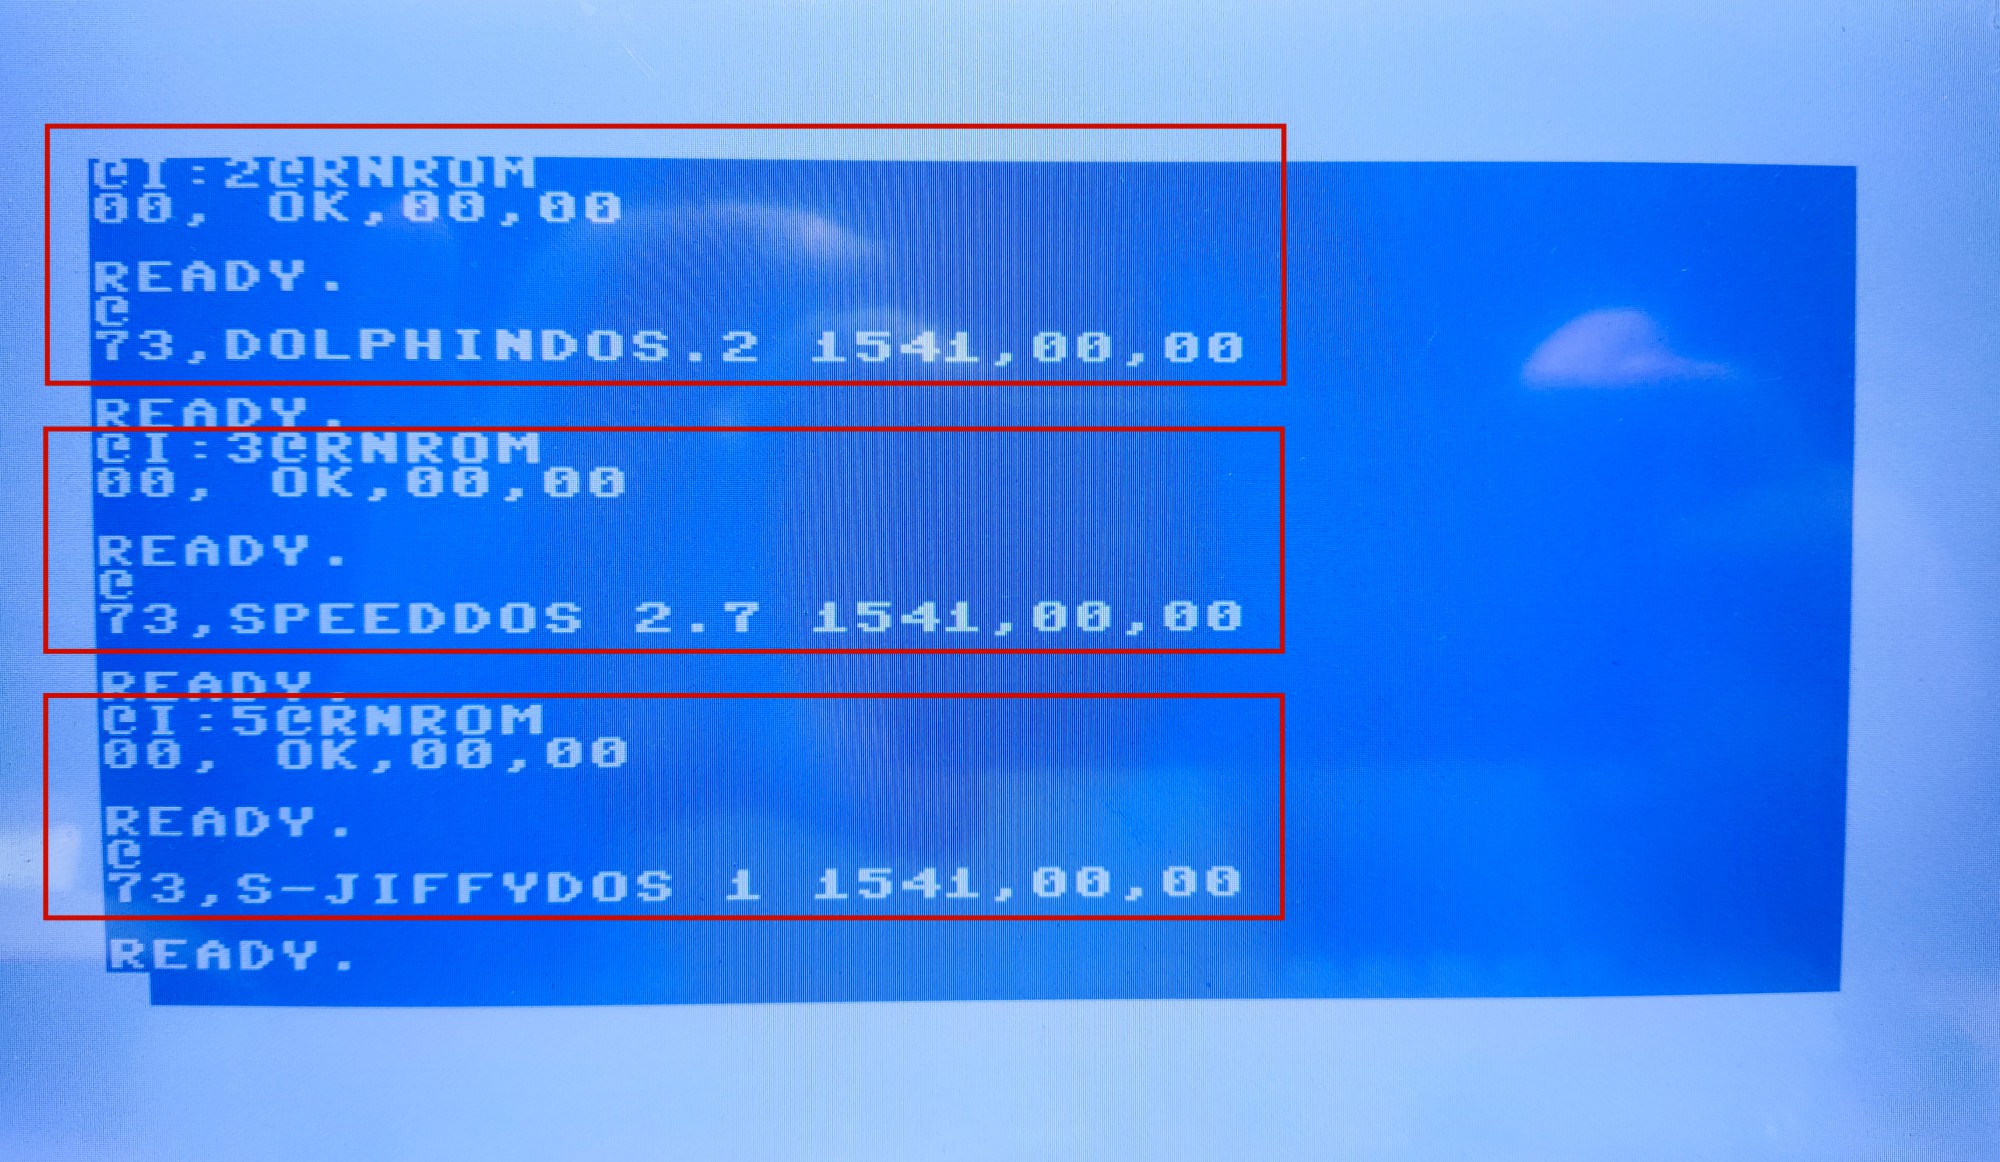 @I:2@RNROM
00, OK,00,00
READY.
@
73,DOLPHINDOS.2 1541,00,00
READY.
@I:3@RNROM
00, OK,00,00
READY.
@
73,SPEEDDOS 2.7 1541,00,00
READY.
@I:5@RNROM
00, OK,00,00
READY.
@
73,S-JIFFYDOS 1 1541,00,00
READY.